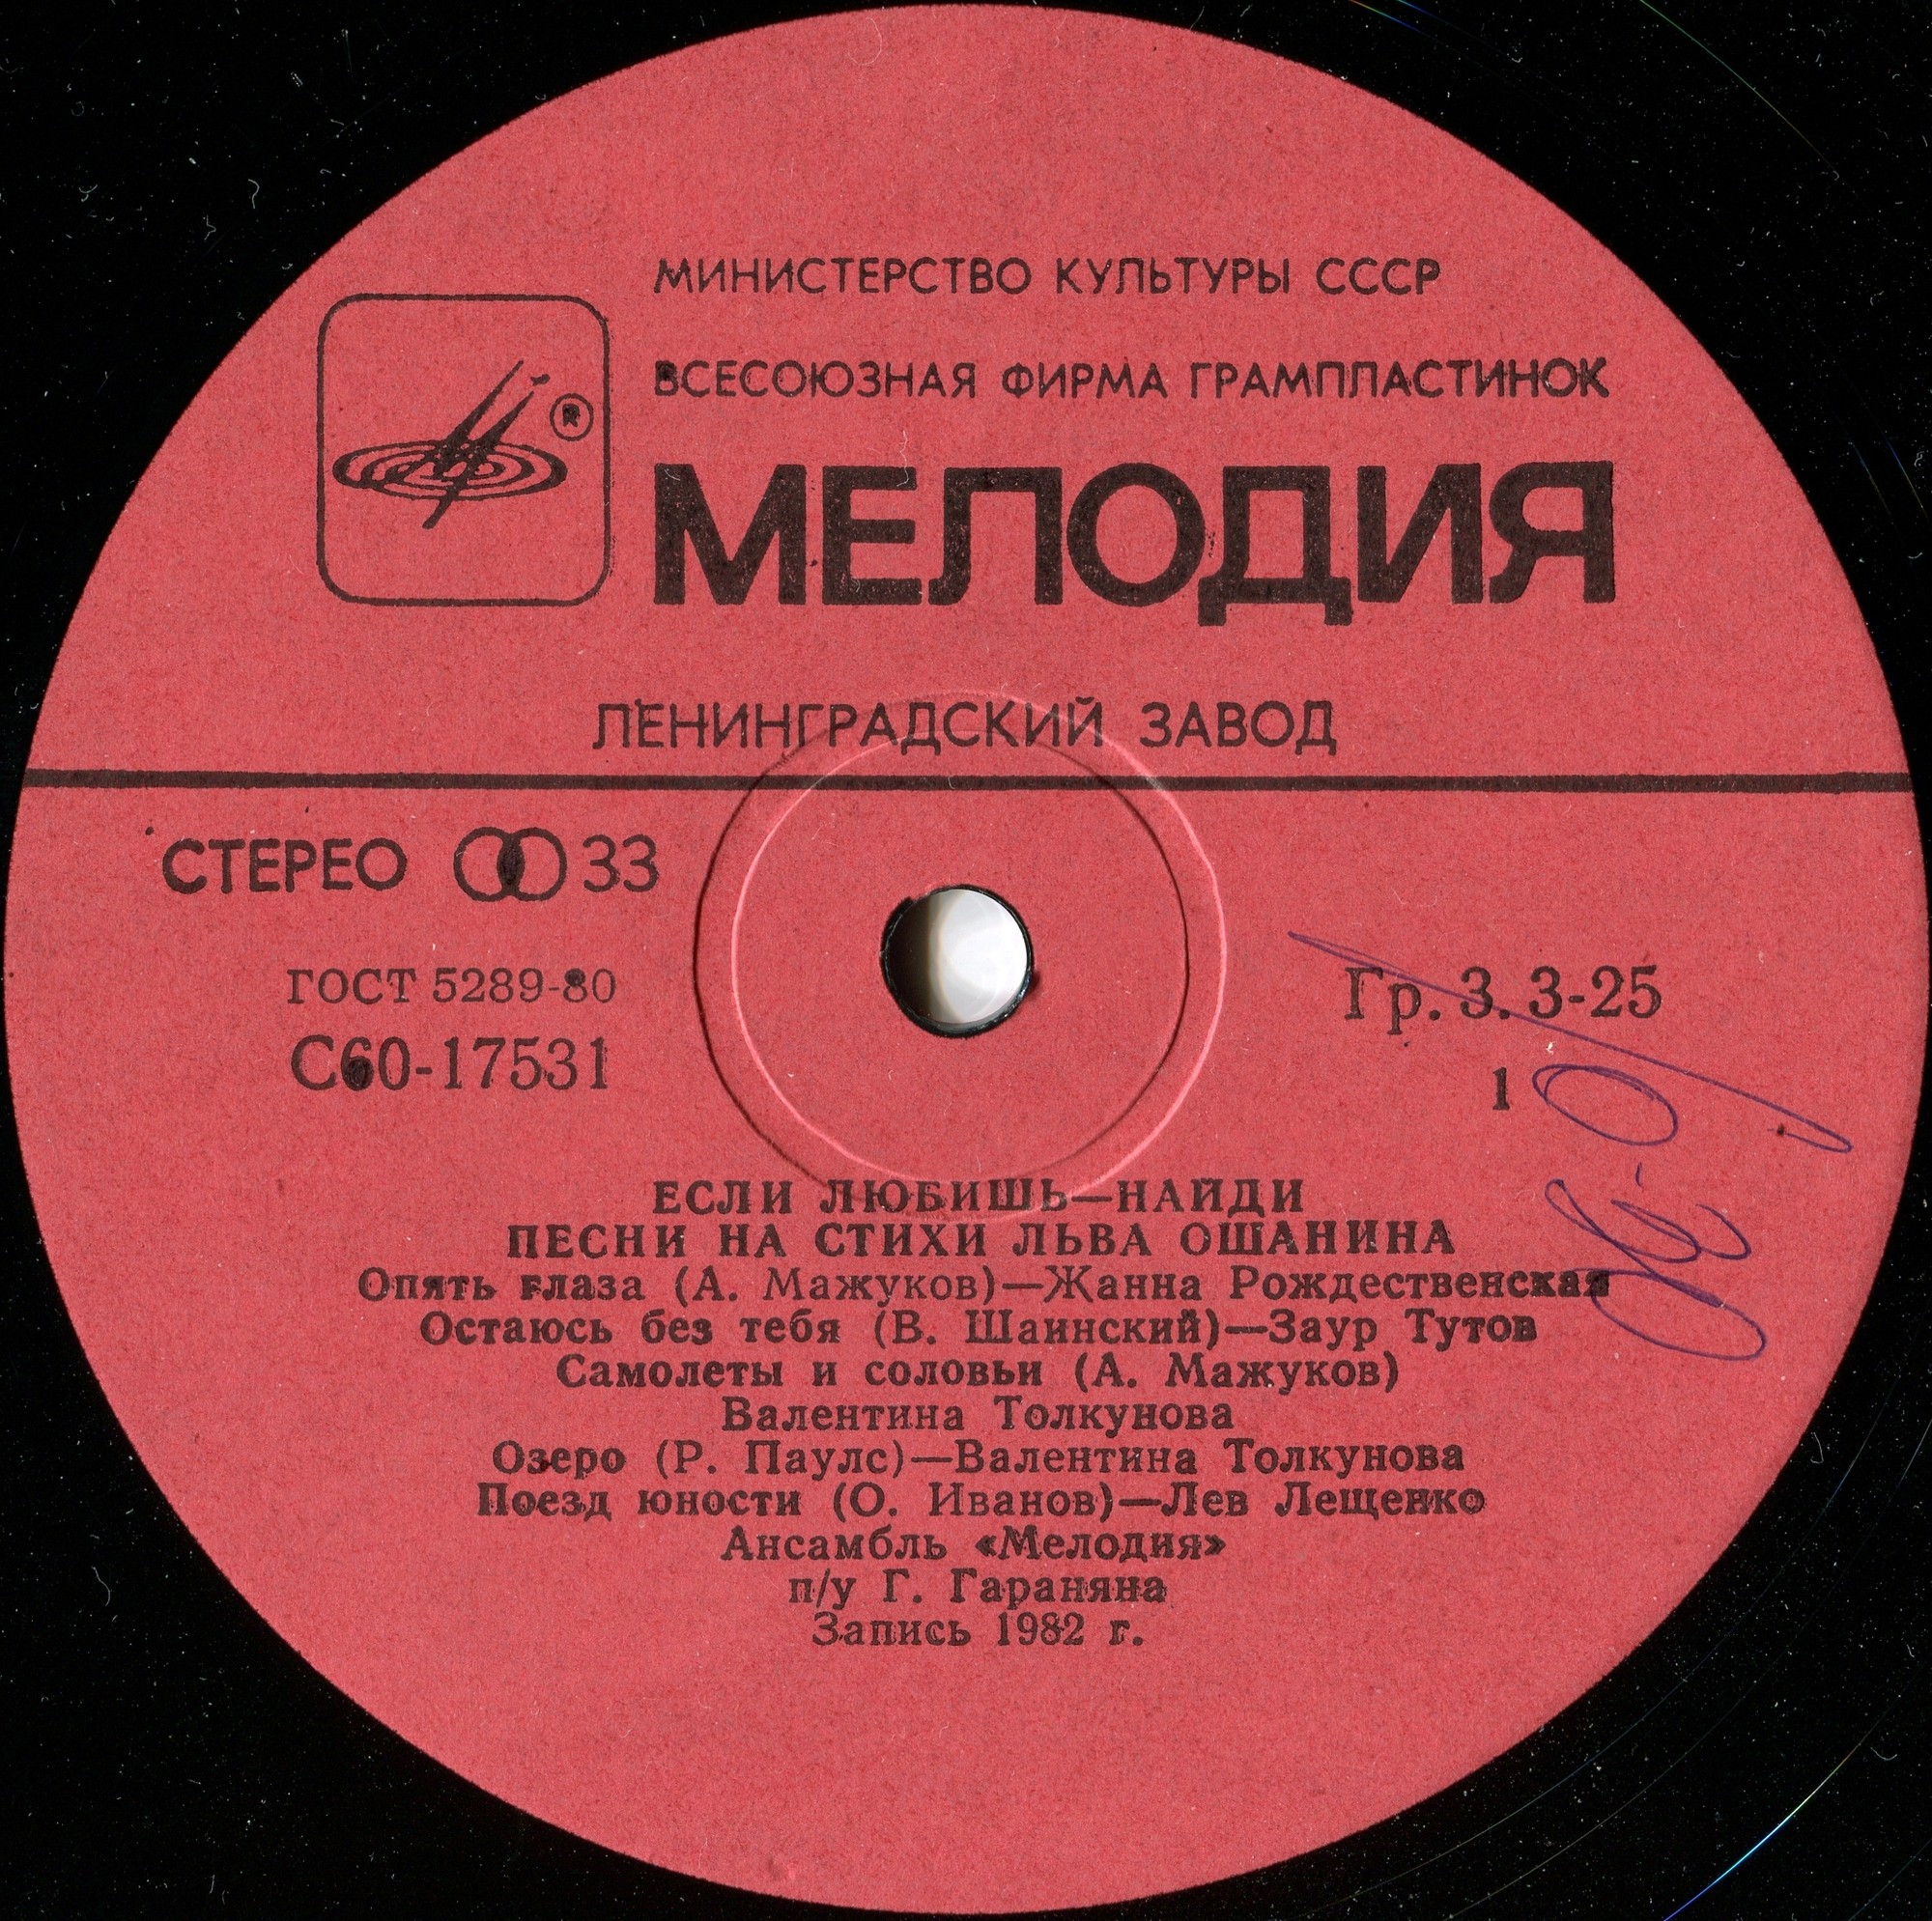 МИНИСТЕРСТВО КУЛЬТУРЫ СССР
ВСЕСОЮЗНАЯ ФИРМА ГРАМПЛАСТИНОК
®
МЕЛОДИЯ
ЛЕНИНГРАДСКИЙ ЗАВОД
СТЕРЕО 33
ГОСТ 5289-80
С60-17531
Гр. 3. 3-25
1
ЕСЛИ ЛЮБИШЬ—НАЙДИ
ПЕСНИ НА СТИХИ ЛЬВА ОШАНИНА
Опять глаза (А. Мажуков)—Жанна Рождественская
Остаюсь без тебя (В. Шаинский)—Заур Тутов
Самолеты и соловьи (А. Мажуков)
Валентина Толкунова
Озеро (Р. Паулс)—Валентина Толкунова
Поезд юности (О. Иванов)—Лев Лещенко
Ансамбль «Мелодия»
п/у Г. Гараняна
Запись 1982 г.